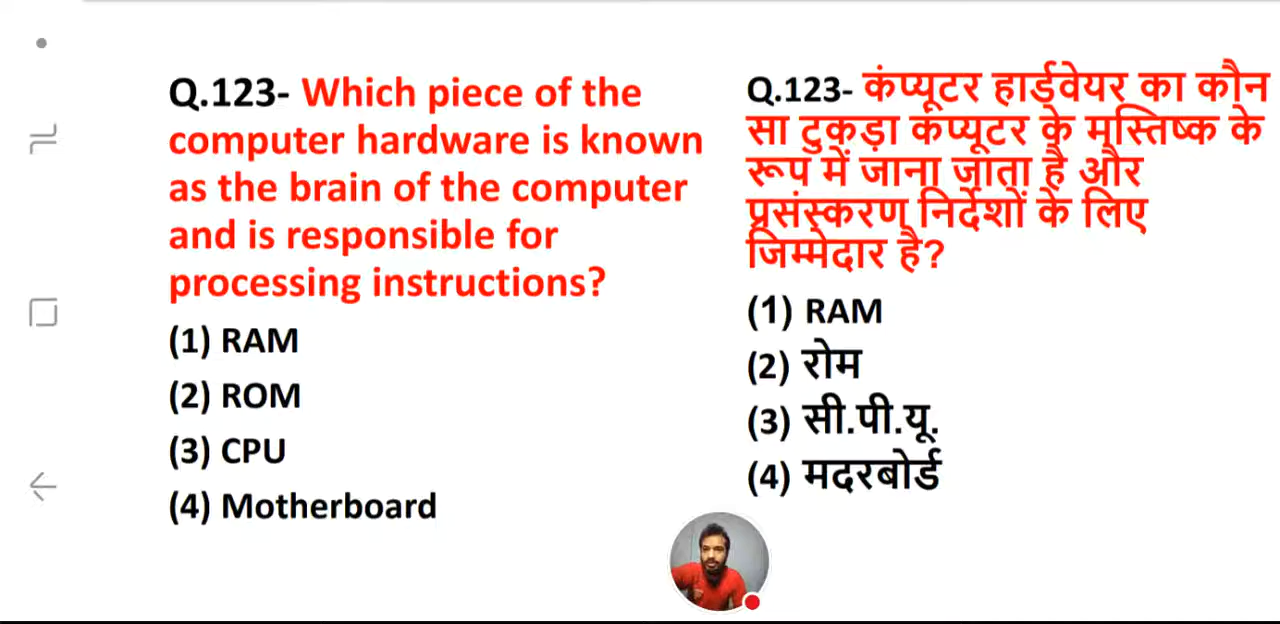 Q.123- Which piece of the
computer hardware is known
as the brain of the computer
and is responsible for
processing instructions?
(1) RAM
(2) ROM
(3) CPU
(4) Motherboard
Q.123- कंप्यूटर हार्डवेयर का कौन
सा टुकड़ा कंप्यूटर के मस्तिष्क के
रूप में जाना जाता है और
प्रसंस्करण निर्देशों के लिए
जिम्मेदार है?
(1) RAM
(2) रोम
(3) सी.पी.यू.
(4) मदरबोर्ड